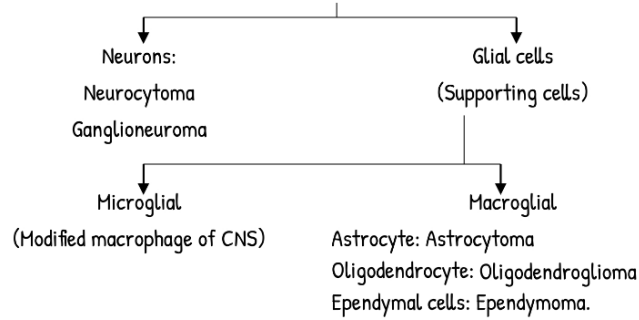 Neurons:
Neurocytoma
Ganglioneuroma
Glial cells
(Supporting cells)
Microglial
(Modified macrophage of CNS)
Macroglial
Astrocyte: Astrocytoma
Oligodendrocyte: Oligodendroglioma
Ependymal cells: Ependymoma.